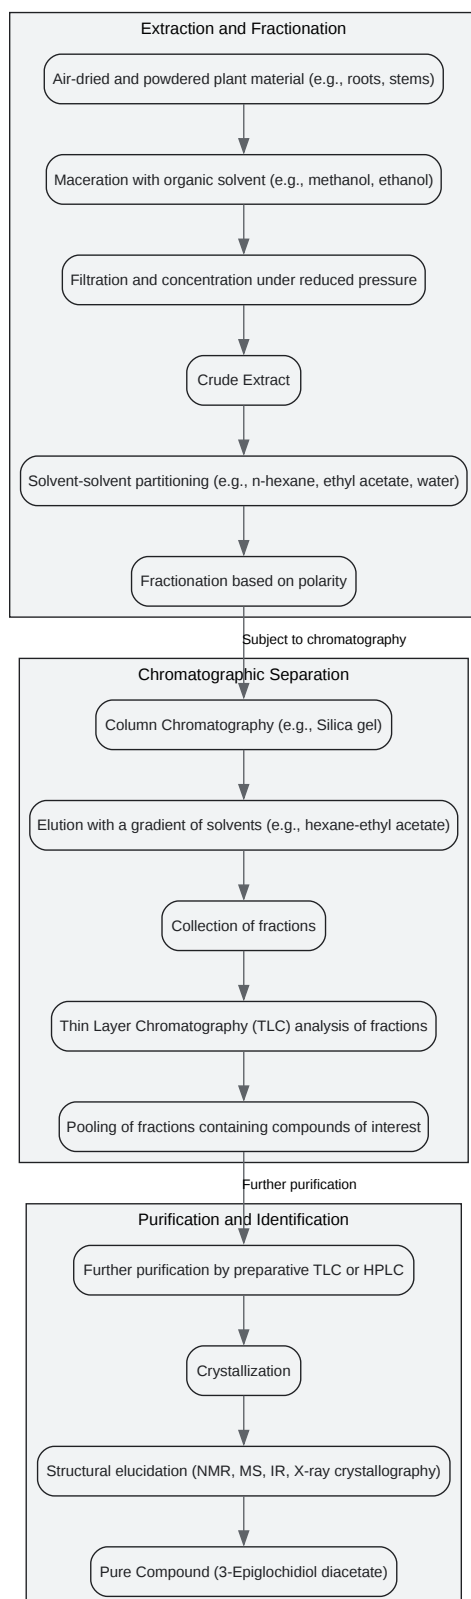 Extraction and Fractionation
Air-dried and powdered plant material (e.g., roots, stems)
Maceration with organic solvent (e.g., methanol, ethanol)
Filtration and concentration under reduced pressure
Crude Extract
Solvent-solvent partitioning (e.g., n-hexane, ethyl acetate, water)
Fractionation based on polarity
Subject to chromatography
Chromatographic Separation
Column Chromatography (e.g., Silica gel)
Elution with a gradient of solvents (e.g., hexane-ethyl acetate)
Collection of fractions
Thin Layer Chromatography (TLC) analysis of fractions
Pooling of fractions containing compounds of interest
Further purification
Purification and Identification
Further purification by preparative TLC or HPLC
Crystallization
Structural elucidation (NMR, MS, IR, X-ray crystallography)
Pure Compound (3-Epiglochidiol diacetate)